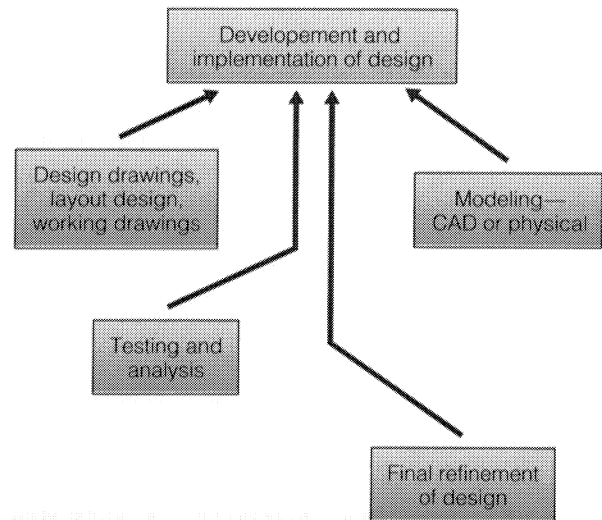 Developement and
implementation of design
Design drawings,
layout design,
working drawings
Modeling—
CAD or physical
Testing and
analysis
Final refinement
of design